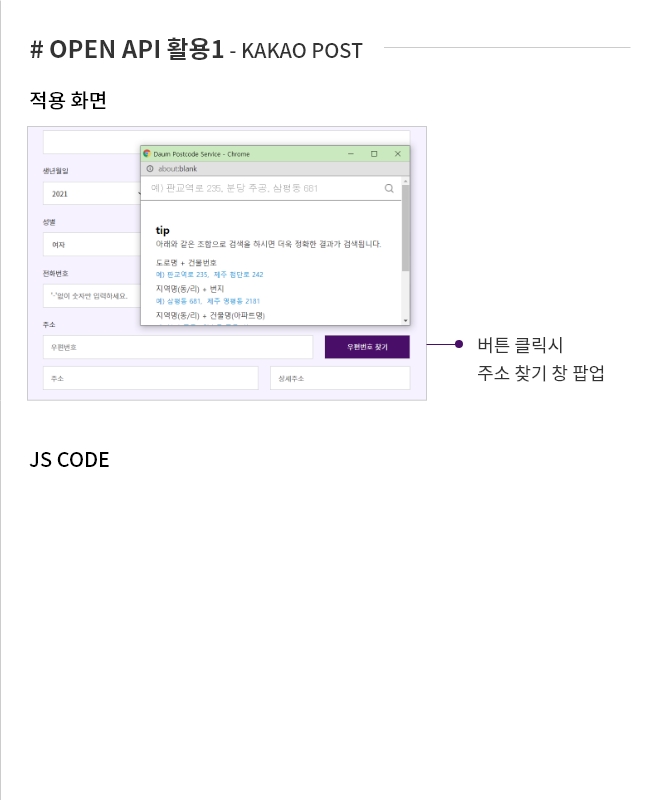 # OPEN API 활용1 - KAKAO POST
적용 화면
Daum Postcode Service - Chrome
about:blank
생년월일
예) 판교역로 235, 분당 주공, 삼평동 681
2021
성별
tip
여자
아래와 같은 조합으로 검색을 하시면 더욱 정확한 결과가 검색됩니다.
도로명 + 건물번호
전화번호
예) 판교역로 235, 제주 첨단로 242
지역명(동/리) + 번지
"-"없이 숫자만 입력하세요.
예) 삼평동 681, 제주 영평동 2181
지역명(동/리) + 건물명(아파트명)
주소
우편번호
우편번호 찾기
버튼 클릭시
주소 찾기 창 팝업
주소
상세주소
JS CODE